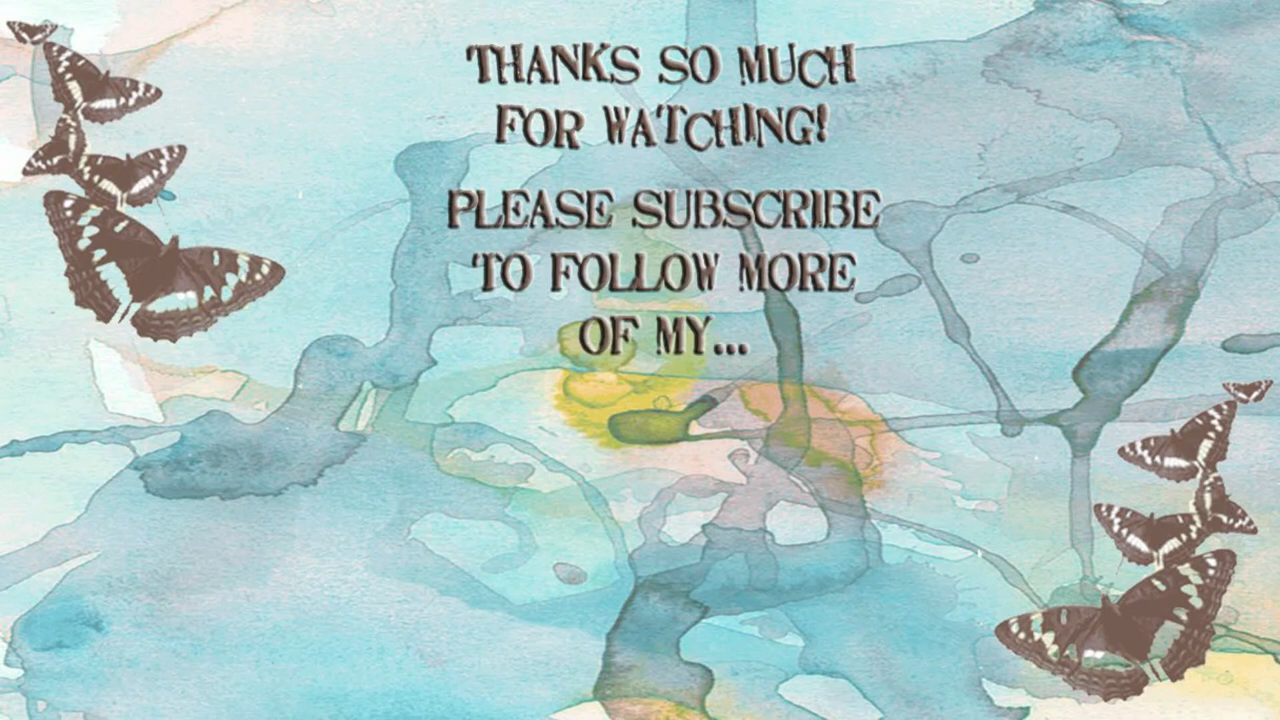 THANKS SO MUCH
FOR WATCHING!
PLEASE SUBSCRIBE
TO FOLLOW MORE
OF MY...